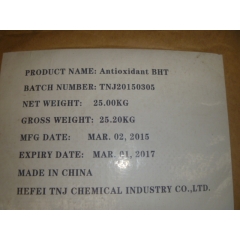 PRODUCT NAME: Antioxidant BHT
BATCH NUMBER: TNJ20150305
NET WEIGHT: 25.00KG
GROSS WEIGHT: 25.20KG
MFG DATE: MAR. 02, 2015
EXPIRY DATE: MAR. 01, 2017
MADE IN CHINA
HEFEI TNJ CHEMICAL INDUSTRY CO.,LTD.